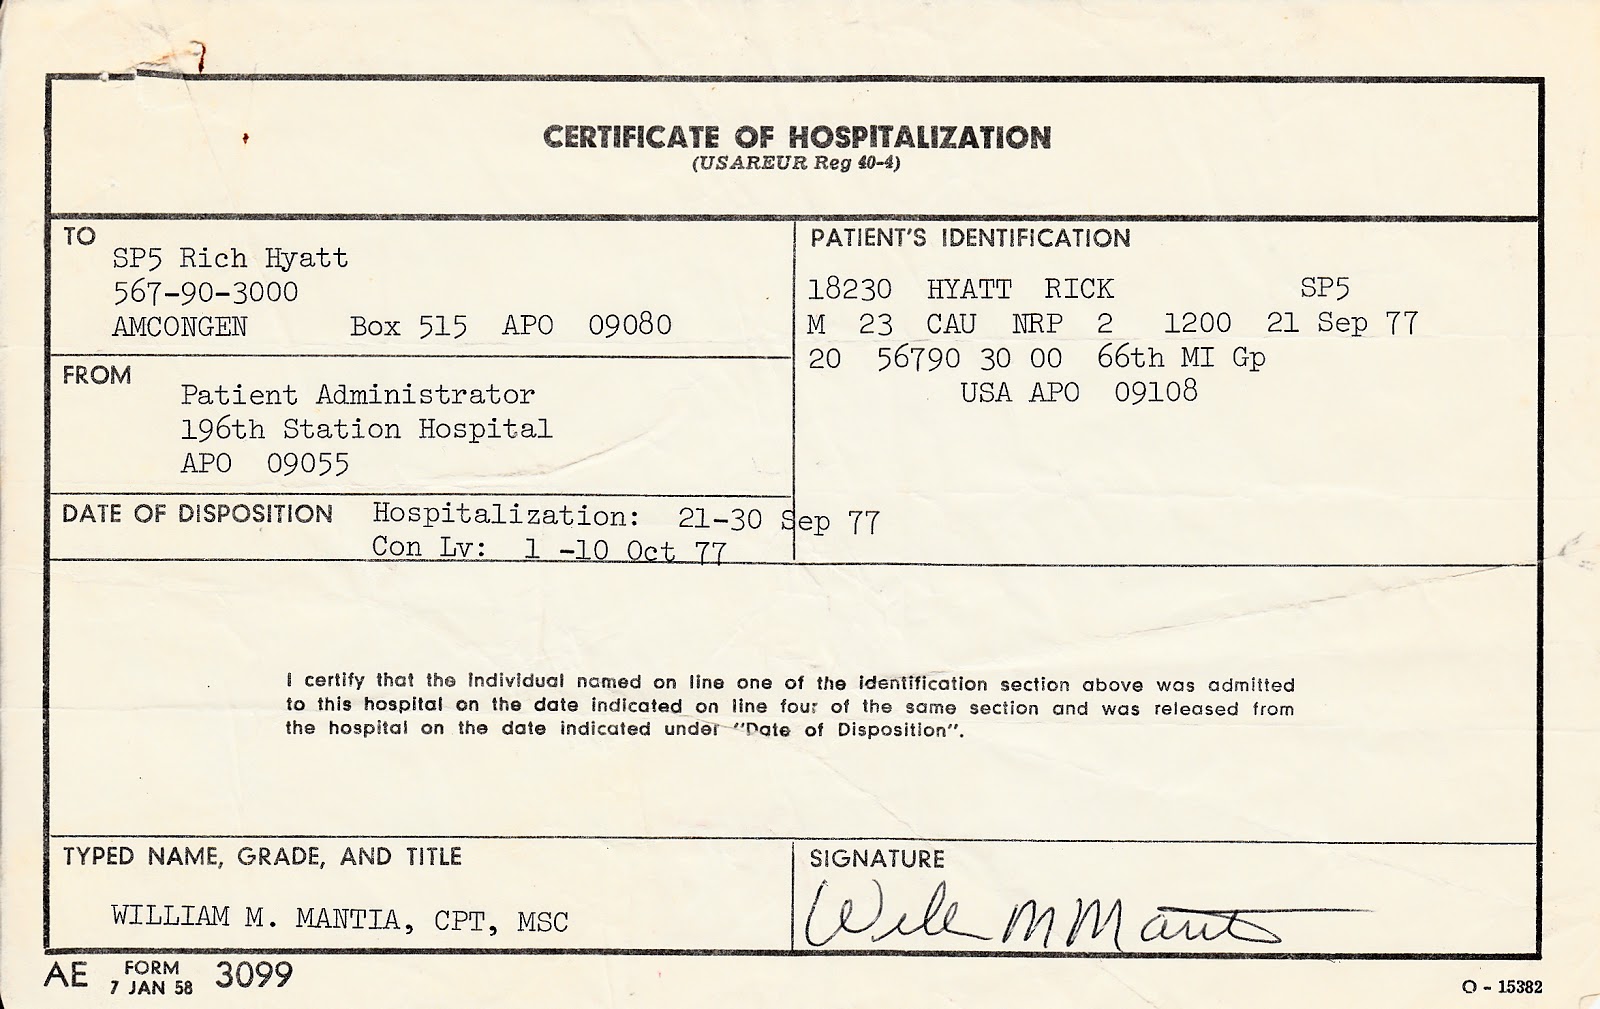 CERTIFICATE OF HOSPITALIZATION
(USAREUR Reg 40-4)
TO
SP5 Rich Hyatt
567-90-3000
AMCONGEN Box 515 APO 09080
PATIENT'S IDENTIFICATION
18230 HYATT RICK SP5
M 23 CAU NRP 2 1200 21 Sep 77
20 56790 30 00 66th MI Gp
USA APO 09108
FROM
Patient Administrator
196th Station Hospital
APO 09055
DATE OF DISPOSITION Hospitalization: 21-30 Sep 77
Con Lv: 1 -10 Oct 77
I certify that the individual named on line one of the identification section above was admitted
to this hospital on the date indicated on line four of the same section and was released from
the hospital on the date indicated under "Date of Disposition".
TYPED NAME, GRADE, AND TITLE
WILLIAM M. MANTIA, CPT, MSC
SIGNATURE
AE FORM 3099
7 JAN 58
O - 15382